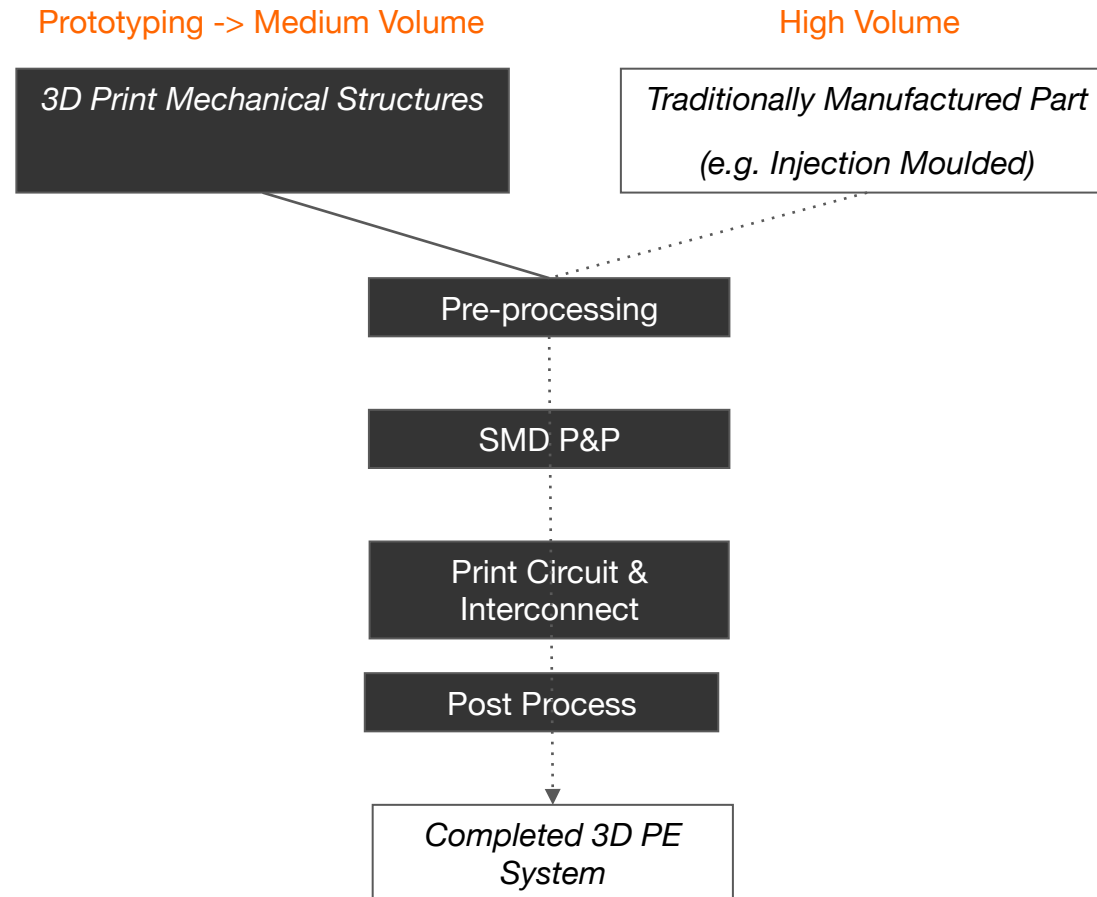 Prototyping -> Medium Volume
High Volume
3D Print Mechanical Structures
Traditionally Manufactured Part
(e.g. Injection Moulded)
Pre-processing
SMD P&P
Print Circuit &
Interconnect
Post Process
Completed 3D PE
System